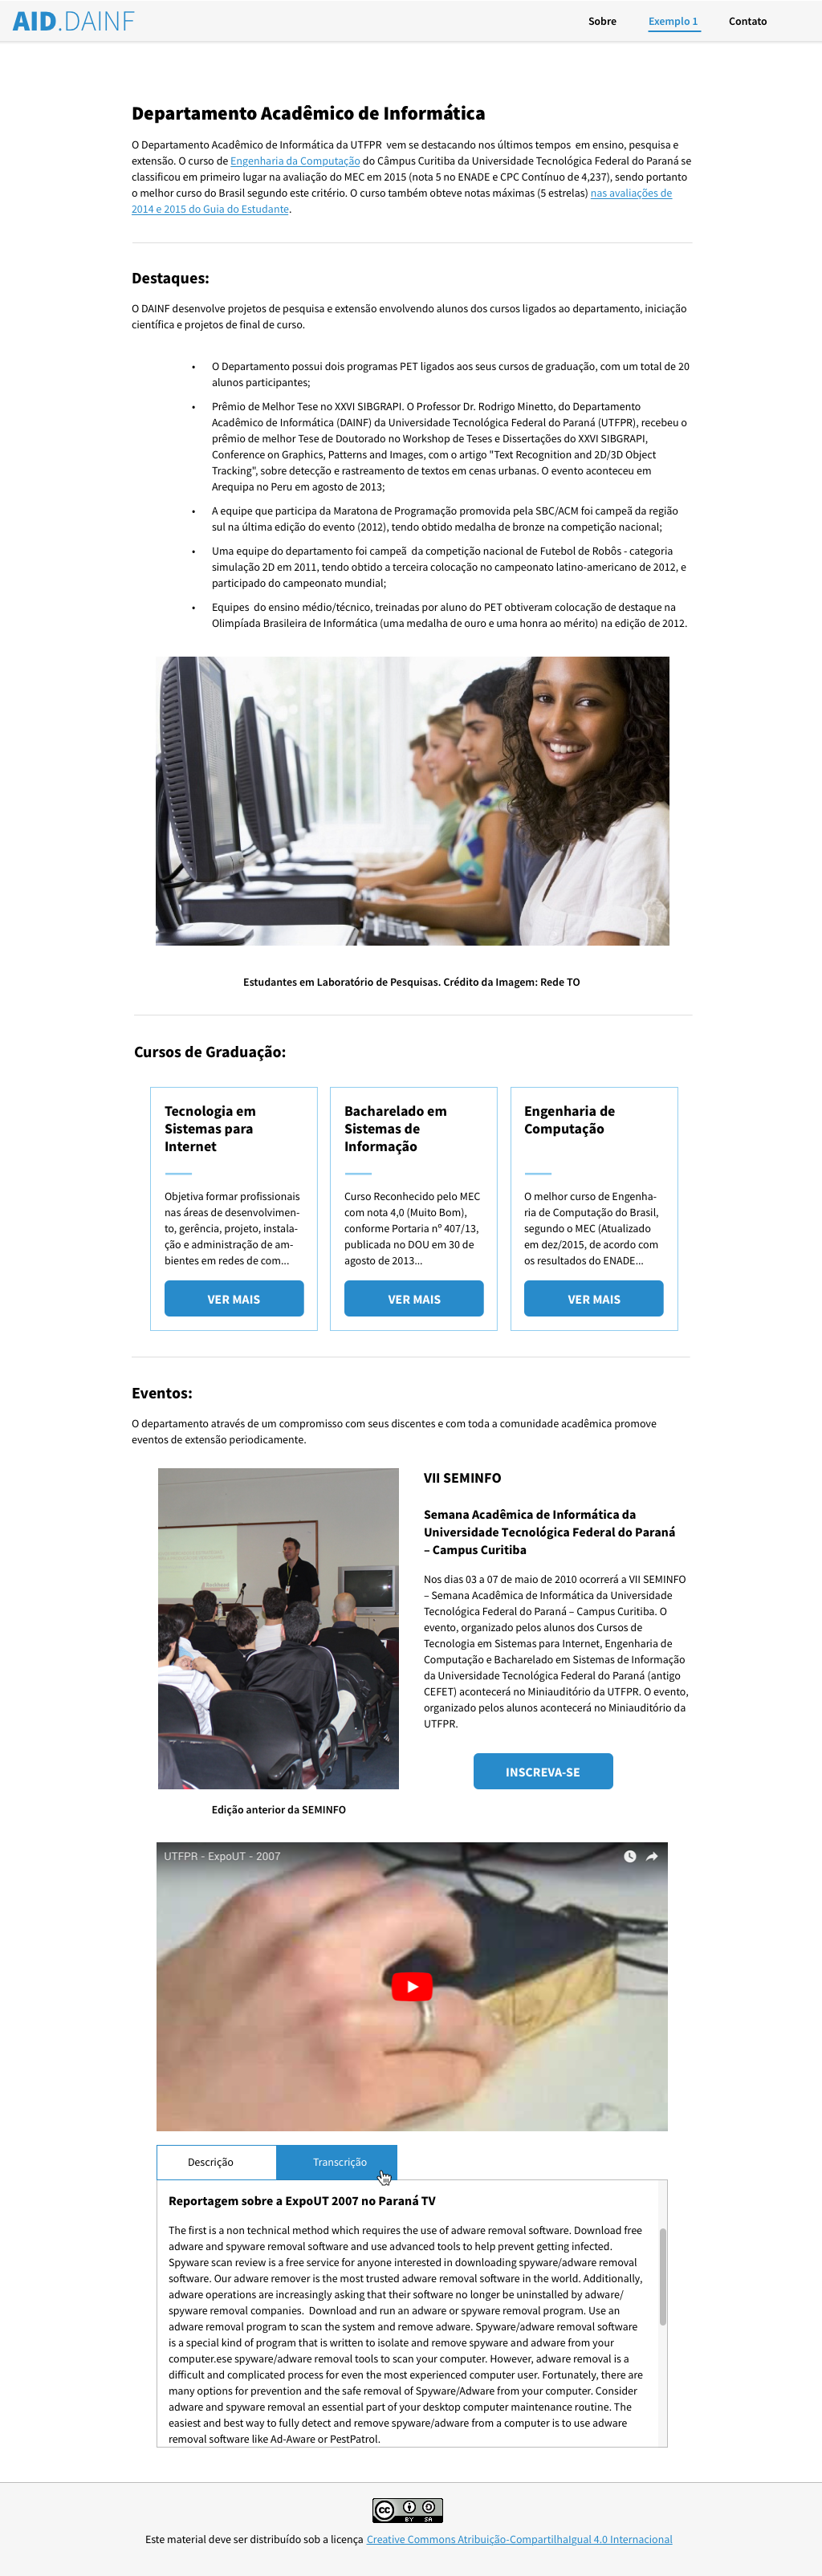 AID.DAINF
Sobre
Exemplo 1
Contato
Departamento Acadêmico de Informática
O Departamento Acadêmico de Informática da UTFPR  vem se destacando nos últimos tempos  em ensino, pesquisa e
extensão. O curso de Engenharia da Computação do Câmpus Curitiba da Universidade Tecnológica Federal do Paraná se
classificou em primeiro lugar na avaliação do MEC em 2015 (nota 5 no ENADE e CPC Contínuo de 4,237), sendo portanto
o melhor curso do Brasil segundo este critério. O curso também obteve notas máximas (5 estrelas) nas avaliações de
2014 e 2015 do Guia do Estudante.
Destaques:
O DAINF desenvolve projetos de pesquisa e extensão envolvendo alunos dos cursos ligados ao departamento, iniciação
científica e projetos de final de curso.
• O Departamento possui dois programas PET ligados aos seus cursos de graduação, com um total de 20
alunos participantes;
• Prêmio de Melhor Tese no XXVI SIBGRAPI. O Professor Dr. Rodrigo Minetto, do Departamento
Acadêmico de Informática (DAINF) da Universidade Tecnológica Federal do Paraná (UTFPR), recebeu o
prêmio de melhor Tese de Doutorado no Workshop de Teses e Dissertações do XXVI SIBGRAPI,
Conference on Graphics, Patterns and Images, com o artigo "Text Recognition and 2D/3D Object
Tracking", sobre detecção e rastreamento de textos em cenas urbanas. O evento aconteceu em
Arequipa no Peru em agosto de 2013;
• A equipe que participa da Maratona de Programação promovida pela SBC/ACM foi campeã da região
sul na última edição do evento (2012), tendo obtido medalha de bronze na competição nacional;
• Uma equipe do departamento foi campeã  da competição nacional de Futebol de Robôs - categoria
simulação 2D em 2011, tendo obtido a terceira colocação no campeonato latino-americano de 2012, e
participado do campeonato mundial;
• Equipes  do ensino médio/técnico, treinadas por aluno do PET obtiveram colocação de destaque na
Olimpíada Brasileira de Informática (uma medalha de ouro e uma honra ao mérito) na edição de 2012.
Estudantes em Laboratório de Pesquisas. Crédito da Imagem: Rede TO
Cursos de Graduação:
Tecnologia em
Sistemas para
Internet
Objetiva formar profissionais
nas áreas de desenvolvimen-
to, gerência, projeto, instala-
ção e administração de am-
bientes em redes de com...
VER MAIS
Bacharelado em
Sistemas de
Informação
Curso Reconhecido pelo MEC
com nota 4,0 (Muito Bom),
conforme Portaria nº 407/13,
publicada no DOU em 30 de
agosto de 2013...
VER MAIS
Engenharia de
Computação
O melhor curso de Engenha-
ria de Computação do Brasil,
segundo o MEC (Atualizado
em dez/2015, de acordo com
os resultados do ENADE...
VER MAIS
Eventos:
O departamento através de um compromisso com seus discentes e com toda a comunidade acadêmica promove
eventos de extensão periodicamente.
VII SEMINFO
Semana Acadêmica de Informática da
Universidade Tecnológica Federal do Paraná
– Campus Curitiba
Nos dias 03 a 07 de maio de 2010 ocorrerá a VII SEMINFO
– Semana Acadêmica de Informática da Universidade
Tecnológica Federal do Paraná – Campus Curitiba. O
evento, organizado pelos alunos dos Cursos de
Tecnologia em Sistemas para Internet, Engenharia de
Computação e Bacharelado em Sistemas de Informação
da Universidade Tecnológica Federal do Paraná (antigo
CEFET) acontecerá no Miniauditório da UTFPR. O evento,
organizado pelos alunos acontecerá no Miniauditório da
UTFPR.
INSCREVA-SE
Edição anterior da SEMINFO
UTFPR - ExpoUT - 2007
Descrição
Transcrição
Reportagem sobre a ExpoUT 2007 no Paraná TV
The first is a non technical method which requires the use of adware removal software. Download free
adware and spyware removal software and use advanced tools to help prevent getting infected.
Spyware scan review is a free service for anyone interested in downloading spyware/adware removal
software. Our adware remover is the most trusted adware removal software in the world. Additionally,
adware operations are increasingly asking that their software no longer be uninstalled by adware/
spyware removal companies.  Download and run an adware or spyware removal program. Use an
adware removal program to scan the system and remove adware. Spyware/adware removal software
is a special kind of program that is written to isolate and remove spyware and adware from your
computer.ese spyware/adware removal tools to scan your computer. However, adware removal is a
difficult and complicated process for even the most experienced computer user. Fortunately, there are
many options for prevention and the safe removal of Spyware/Adware from your computer. Consider
adware and spyware removal an essential part of your desktop computer maintenance routine. The
easiest and best way to fully detect and remove spyware/adware from a computer is to use adware
removal software like Ad-Aware or PestPatrol.
cc BY SA
Este material deve ser distribuído sob a licença Creative Commons Atribuição-CompartilhaIgual 4.0 Internacional